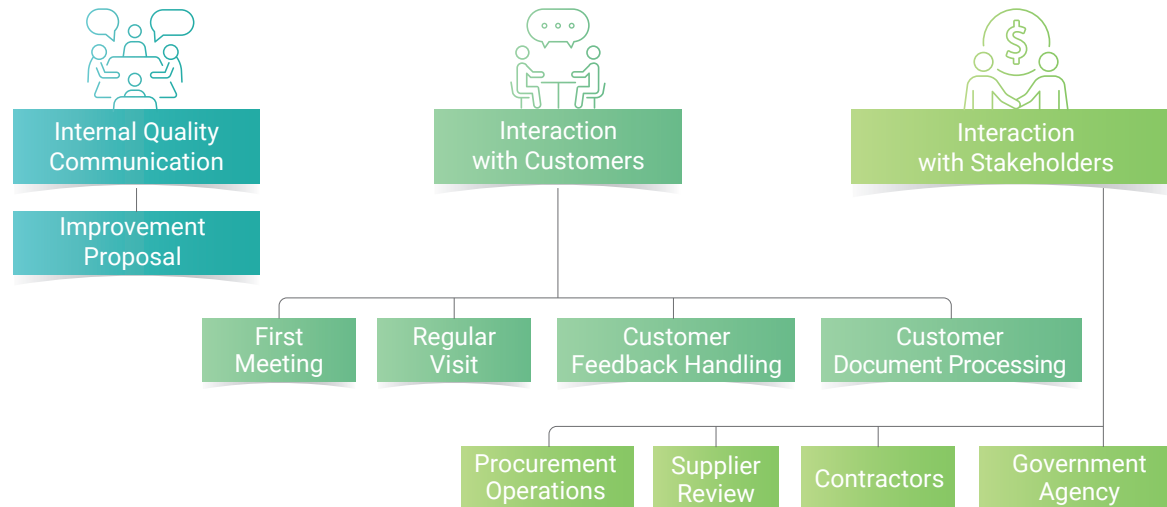 Internal Quality
Communication
Interaction
with Customers
Interaction
with Stakeholders
Improvement
Proposal
First
Meeting
Regular
Visit
Customer
Feedback Handling
Customer
Document Processing
Procurement
Operations
Supplier
Review
Contractors
Government
Agency